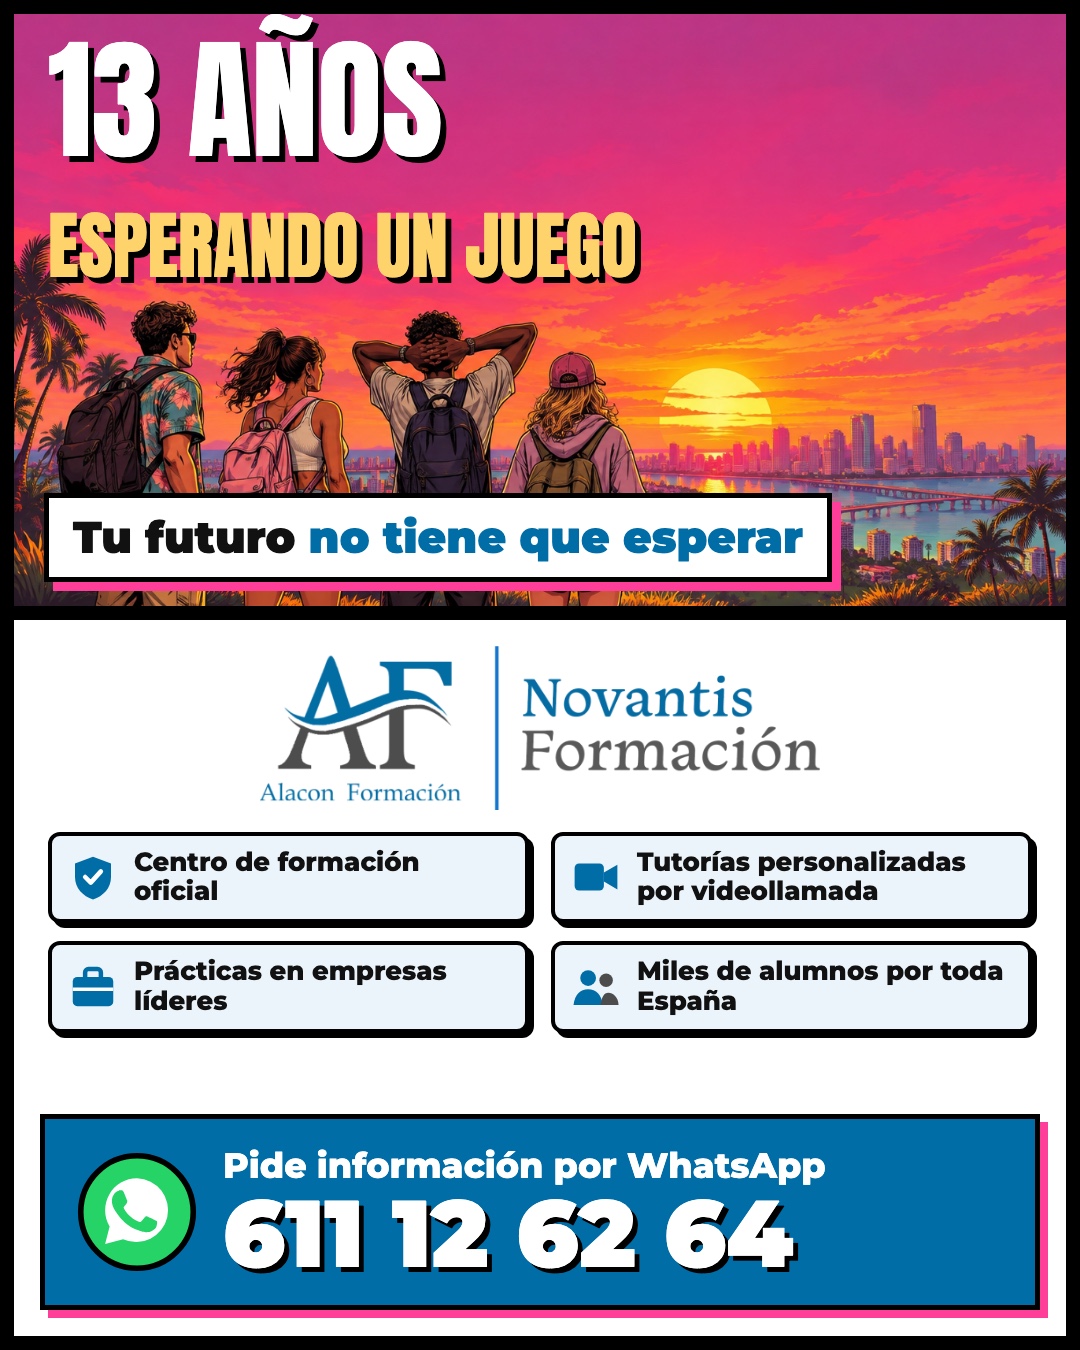 13 AÑOS
ESPERANDO UN JUEGO
Tu futuro no tiene que esperar
AF
Alacon Formación
Novantis
Formación
Centro de formación
oficial
Tutorías personalizadas
por videollamada
Prácticas en empresas
líderes
Miles de alumnos por toda
España
Pide información por WhatsApp
611 12 62 64